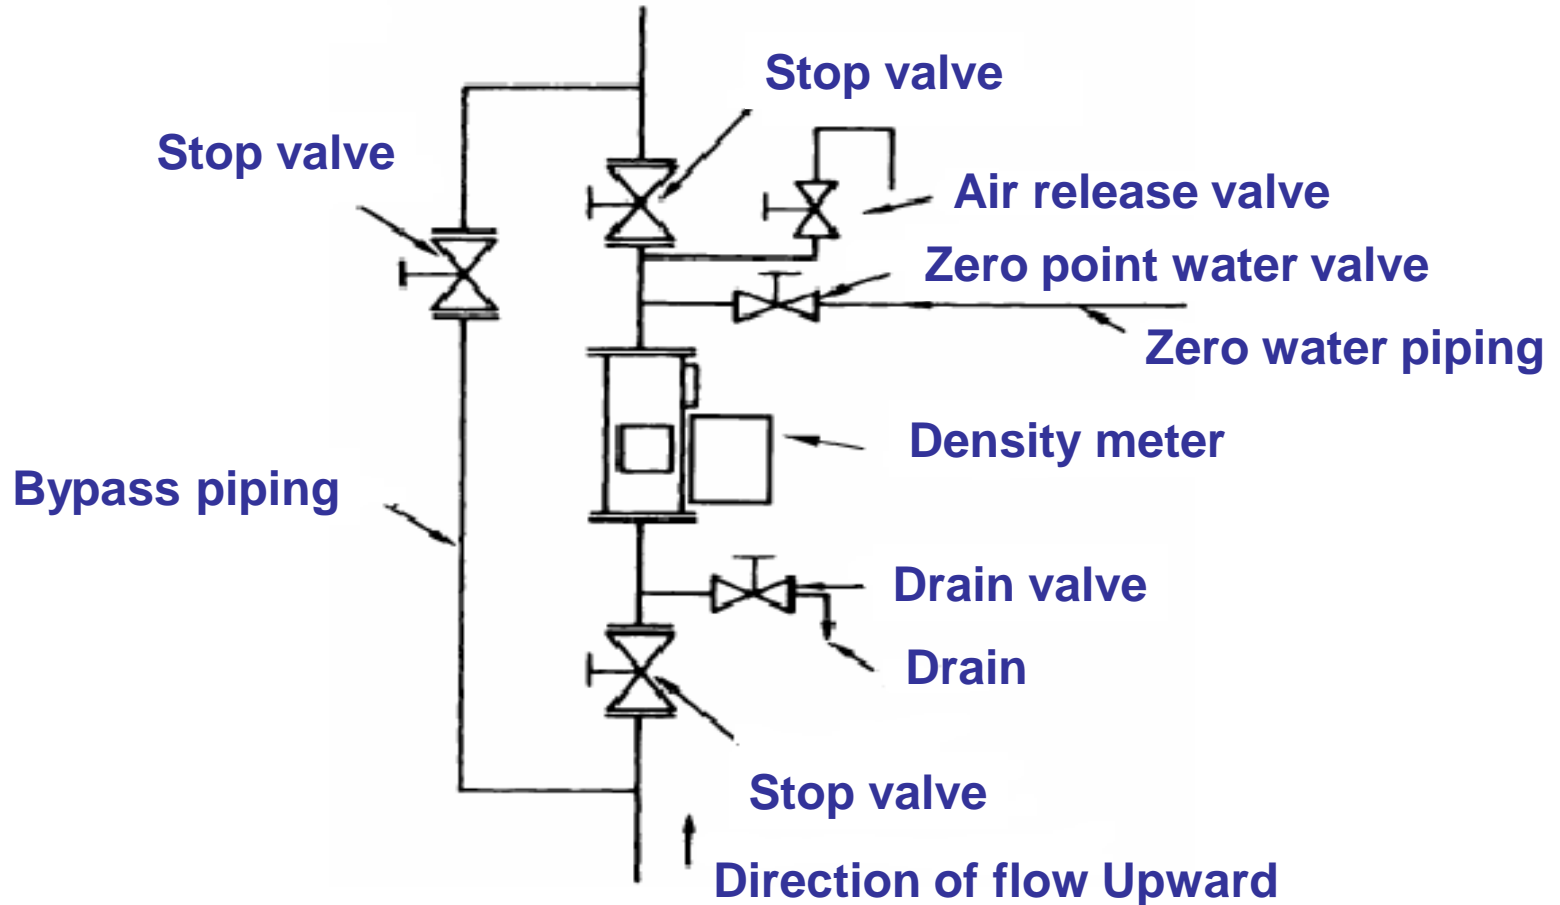 Stop valve
Stop valve
Air release valve
Zero point water valve
Zero water piping
Density meter
Bypass piping
Drain valve
Drain
Stop valve
Direction of flow Upward